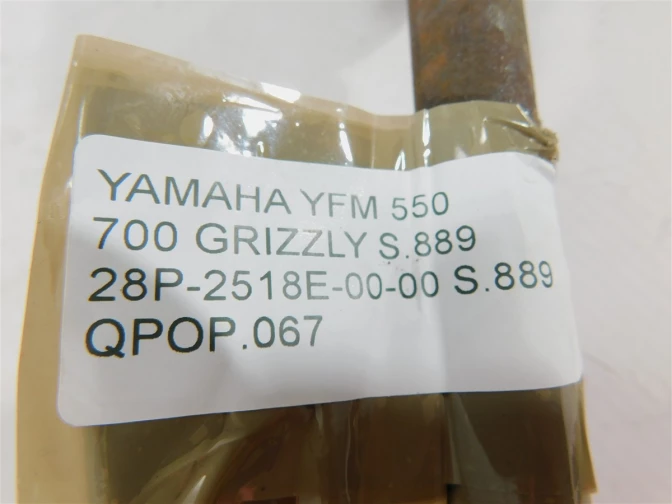 YAMAHA YFM 550
700 GRIZZLY S.889
28P-2518E-00-00 S.889
QPOP.067